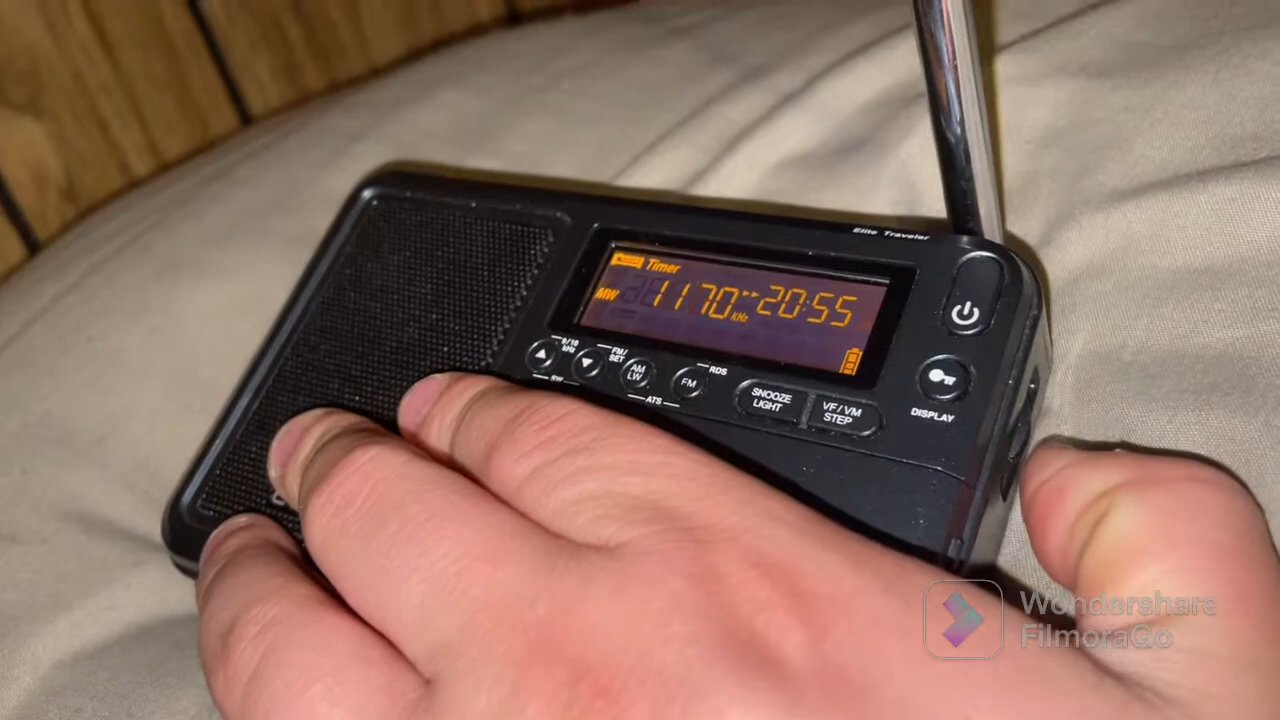 Elite Traveler
Timer
MW 1170 kHz 20:55
9/10 kHz
FM/SET
SW
AM LW
ATS
FM
RDS
SNOOZE LIGHT
VF/VM STEP
DISPLAY
Wondershare
FilmoraGo